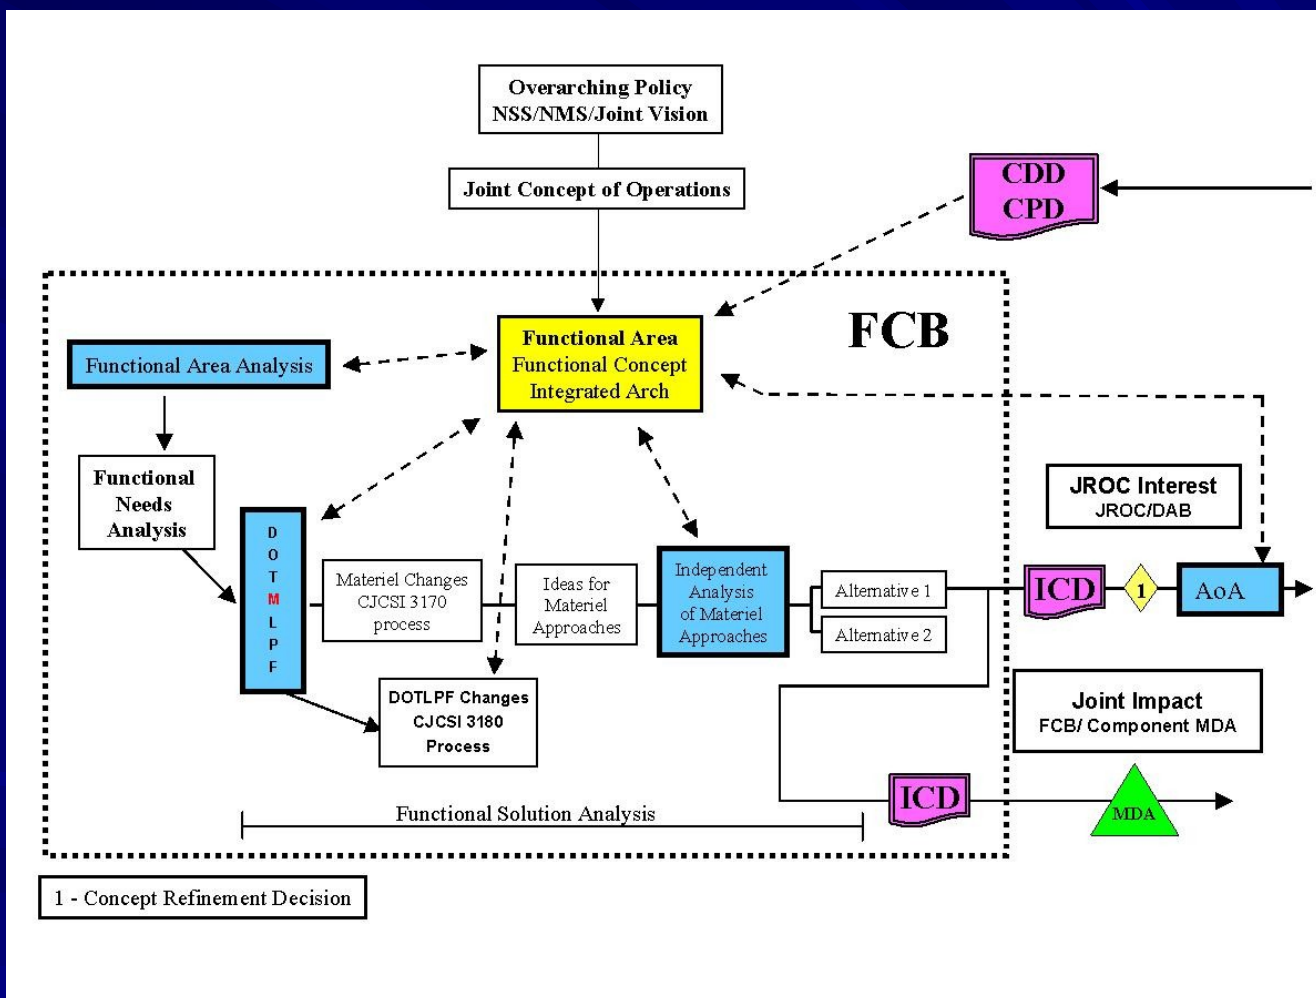 Overarching Policy
NSS/NMS/Joint Vision
Joint Concept of Operations
CDD
CPD
FCB
Functional Area
Functional Concept
Integrated Arch
Functional Area Analysis
Functional
Needs
Analysis
D
O
T
M
L
P
F
Materiel Changes
CJCSI 3170
process
Ideas for
Materiel
Approaches
Independent
Analysis
of Materiel
Approaches
Alternative 1
Alternative 2
JROC Interest
JROC/DAB
ICD
1
AoA
DOTLPF Changes
CJCSI 3180
Process
Joint Impact
FCB/ Component MDA
ICD
MDA
Functional Solution Analysis
1 - Concept Refinement Decision